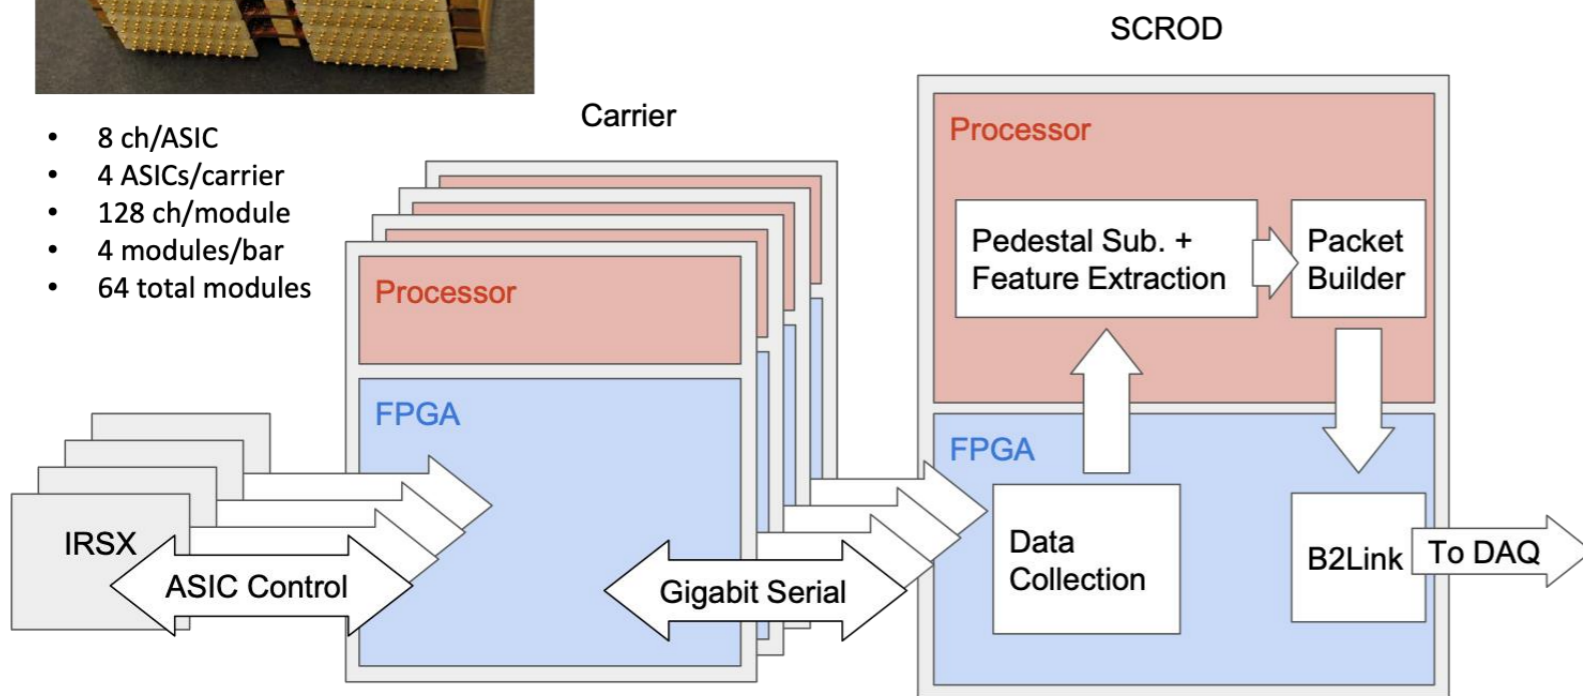 SCROD
Carrier
• 8 ch/ASIC
• 4 ASICs/carrier
• 128 ch/module
• 4 modules/bar
• 64 total modules
Processor
FPGA
IRSX
ASIC Control
Gigabit Serial
Processor
Pedestal Sub. +
Feature Extraction
Packet
Builder
FPGA
Data
Collection
B2Link
To DAQ